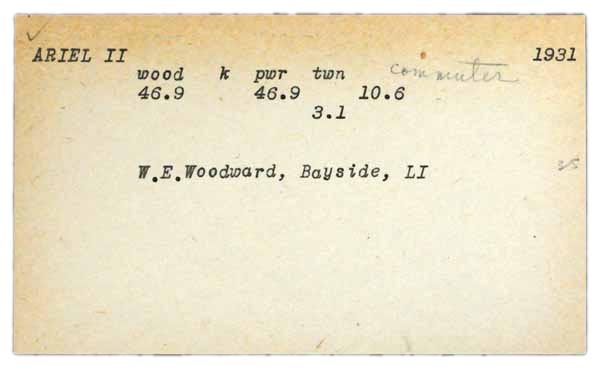 ARIEL II 1931
wood k pwr twn commuter
46.9 46.9 10.6
3.1
W.E.Woodward, Bayside, LI